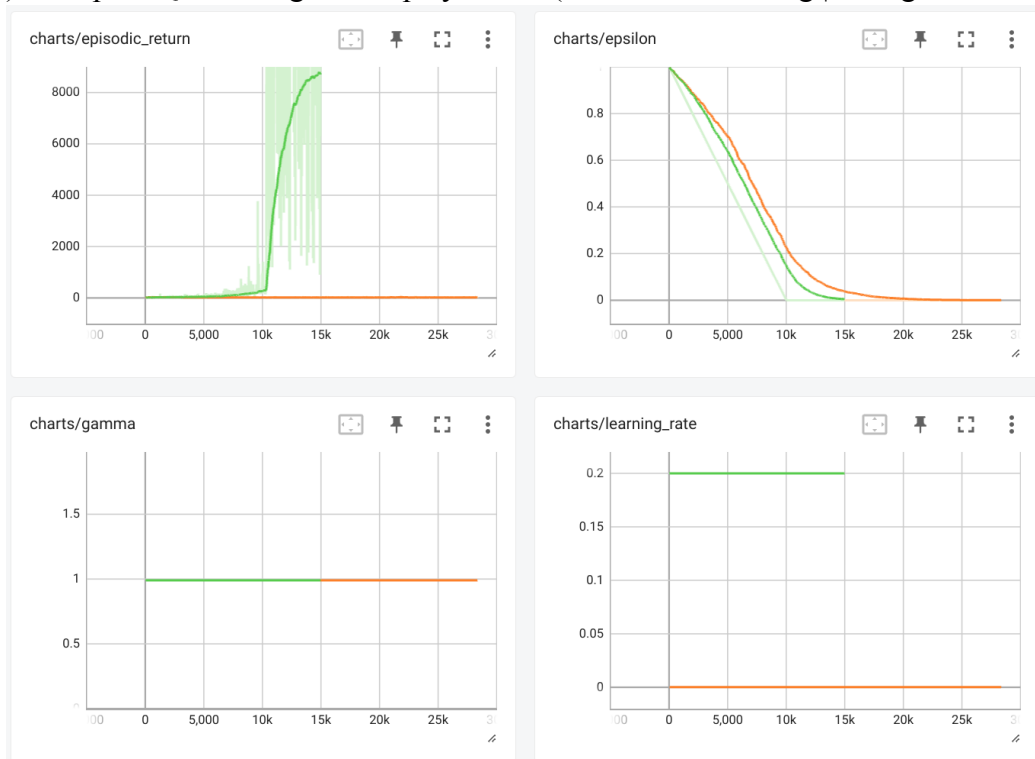 charts/episodic_return
8000
6000
4000
2000
0
0 5,000 10k 15k 20k 25k
charts/epsilon
0.8
0.6
0.4
0.2
0
0 5,000 10k 15k 20k 25k
charts/gamma
1.5
1
0.5
0 5,000 10k 15k 20k 25k
charts/learning_rate
0.2
0.15
0.1
0.05
0
0 5,000 10k 15k 20k 25k